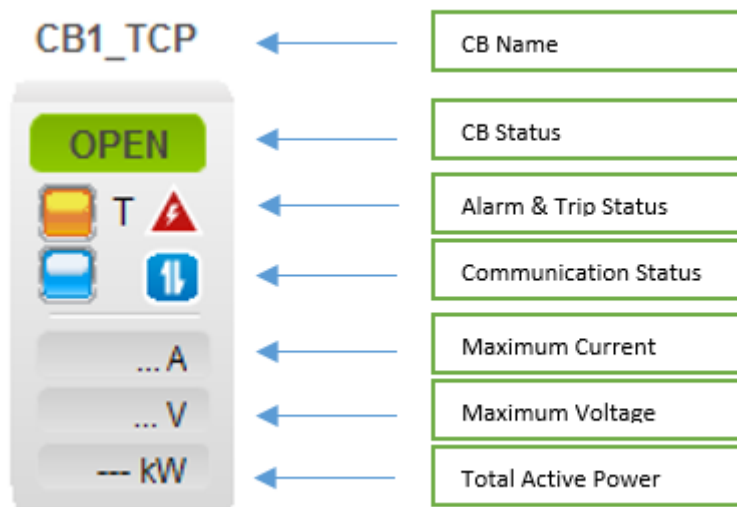 CB1_TCP
CB Name
OPEN
CB Status
T
Alarm & Trip Status
Communication Status
... A
Maximum Current
... V
Maximum Voltage
--- kW
Total Active Power